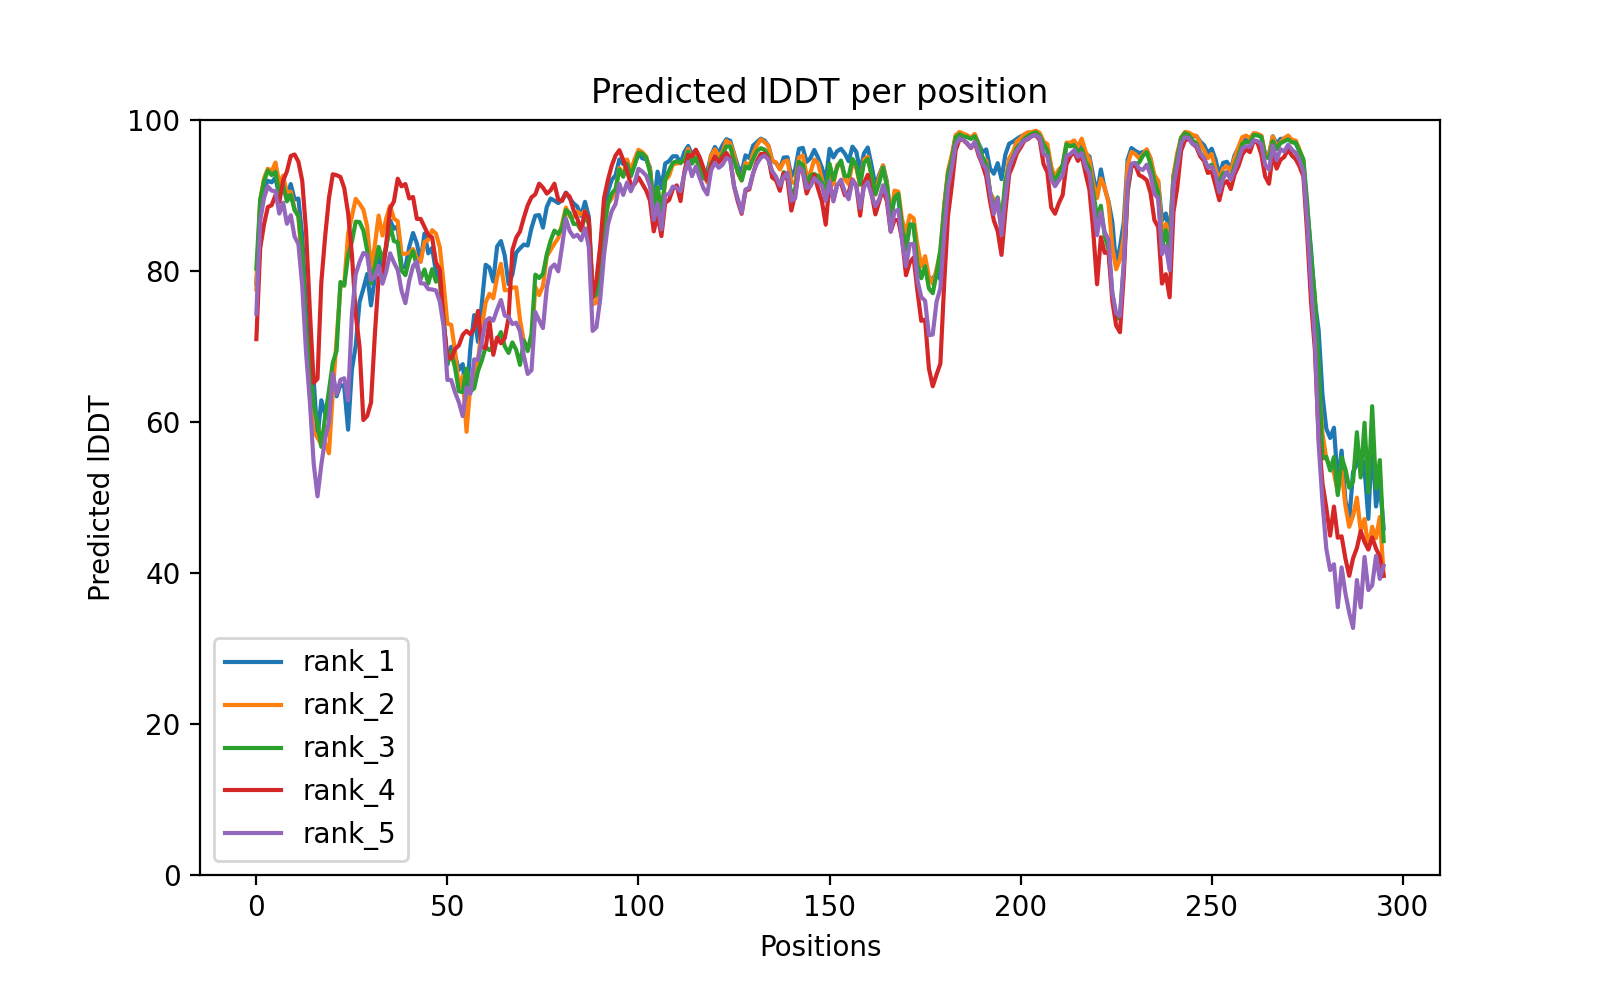 Predicted lDDT per position
100
80
60
40
20
0
Predicted lDDT
rank_1
rank_2
rank_3
rank_4
rank_5
0 50 100 150 200 250 300
Positions